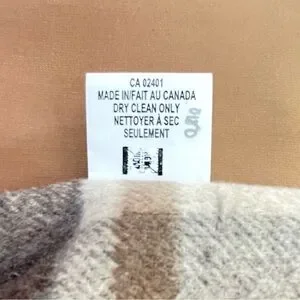 CA 02401
MADE IN/FAIT AU CANADA
DRY CLEAN ONLY
NETTOYER À SEC
SEULEMENT